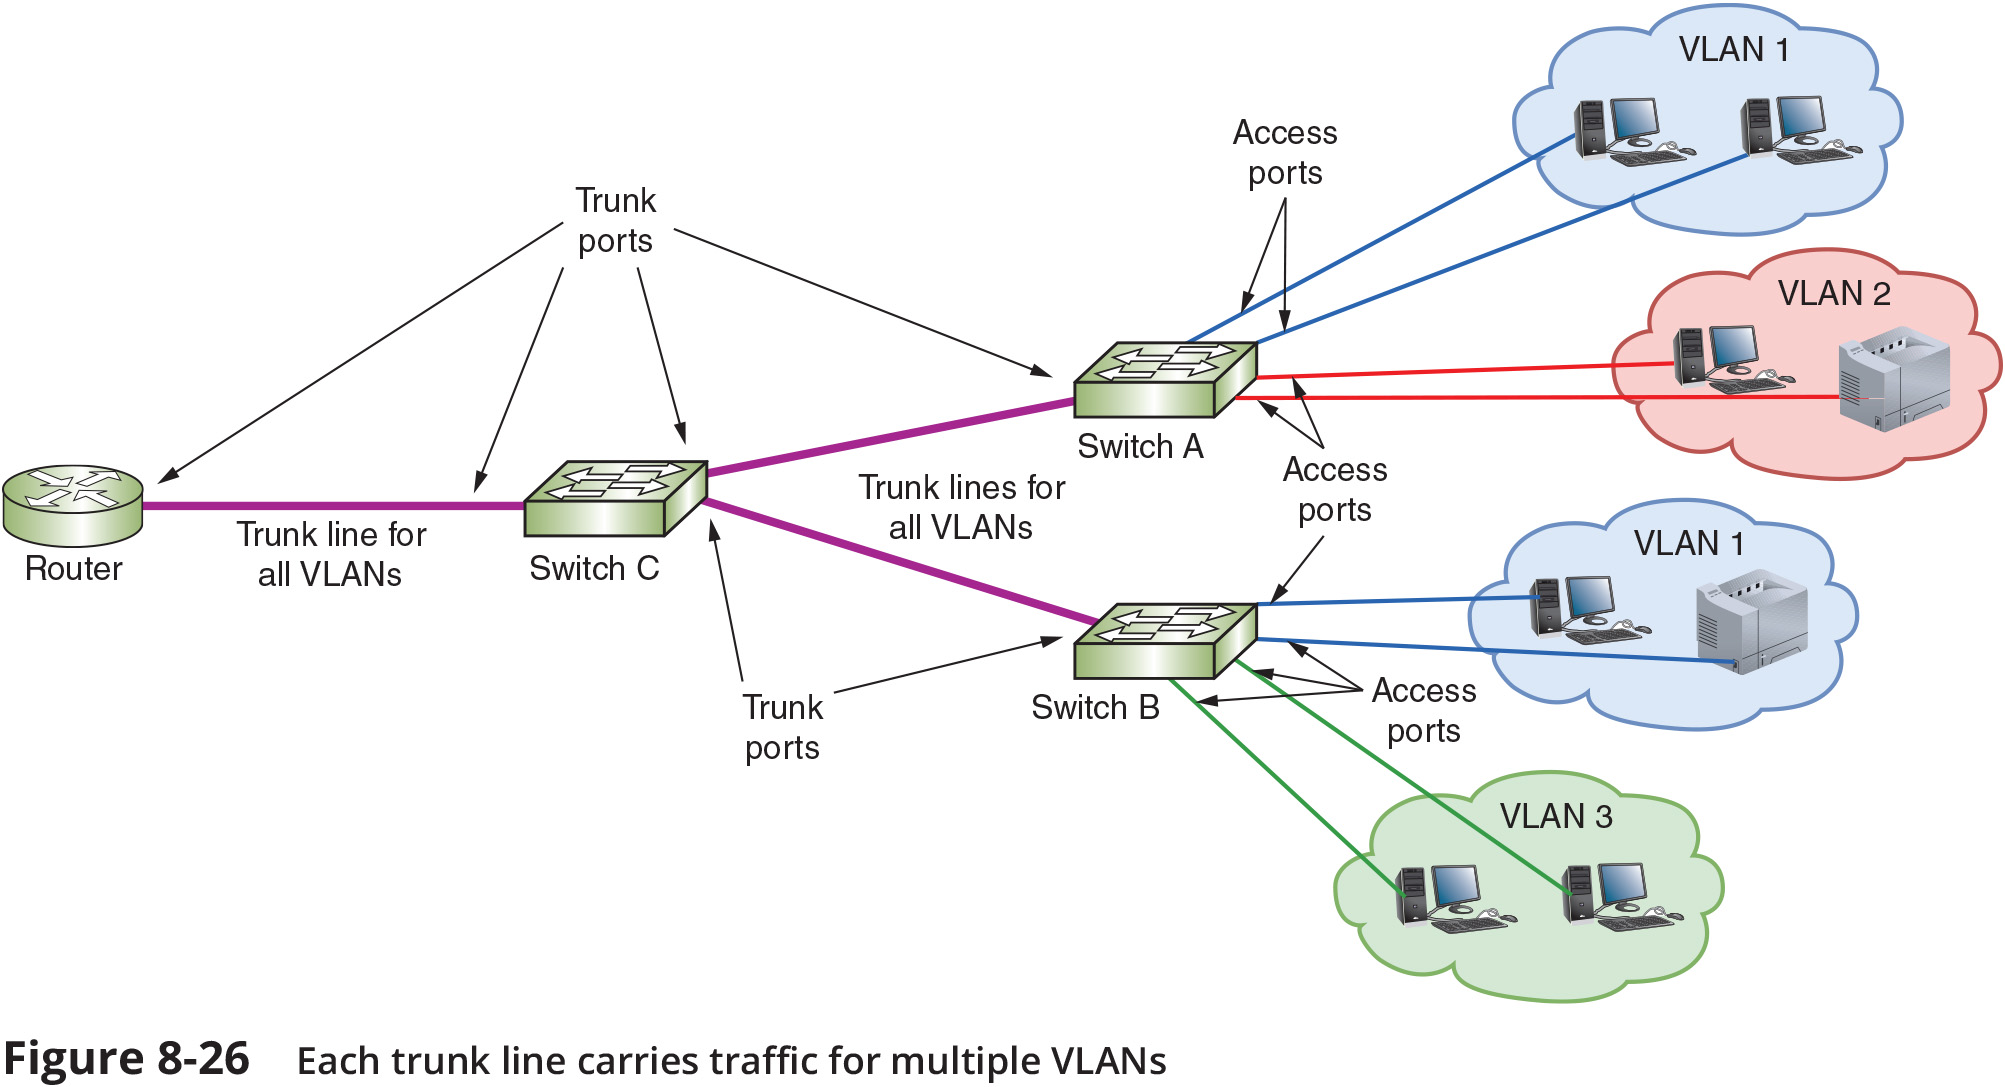 VLAN 1
Access
ports
Trunk
ports
VLAN 2
Switch A
Access
ports
Trunk lines for
all VLANs
Trunk line for
all VLANs
Router
Switch C
VLAN 1
Trunk
ports
Switch B
Access
ports
VLAN 3
Figure 8-26 Each trunk line carries traffic for multiple VLANs